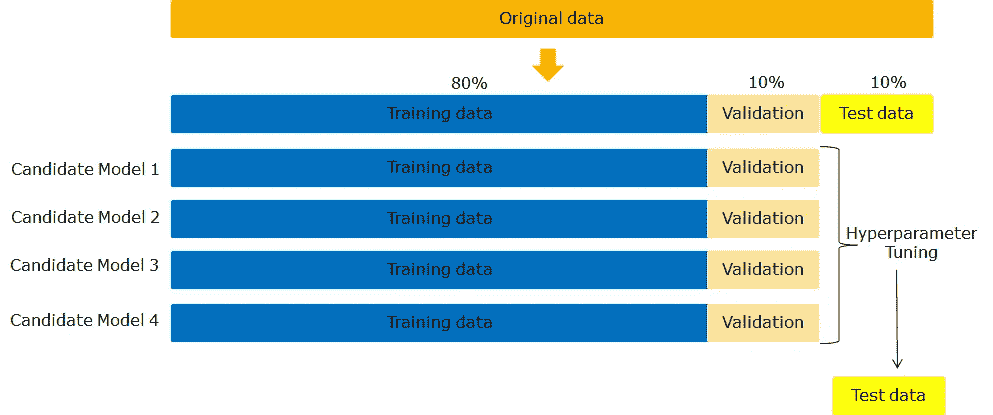 Original data
80% 10% 10%
Training data Validation Test data
Candidate Model 1 Training data Validation
Candidate Model 2 Training data Validation
Hyperparameter
Tuning
Candidate Model 3 Training data Validation
Candidate Model 4 Training data Validation
Test data